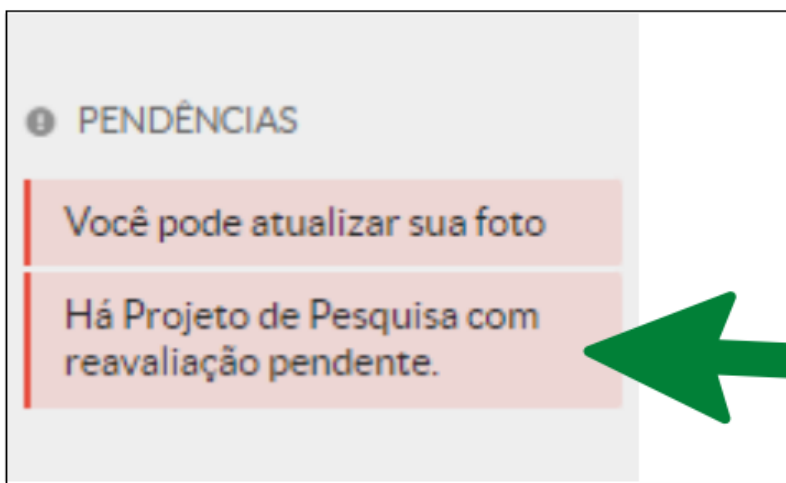 PENDÊNCIAS
Você pode atualizar sua foto
Há Projeto de Pesquisa com
reavaliação pendente.